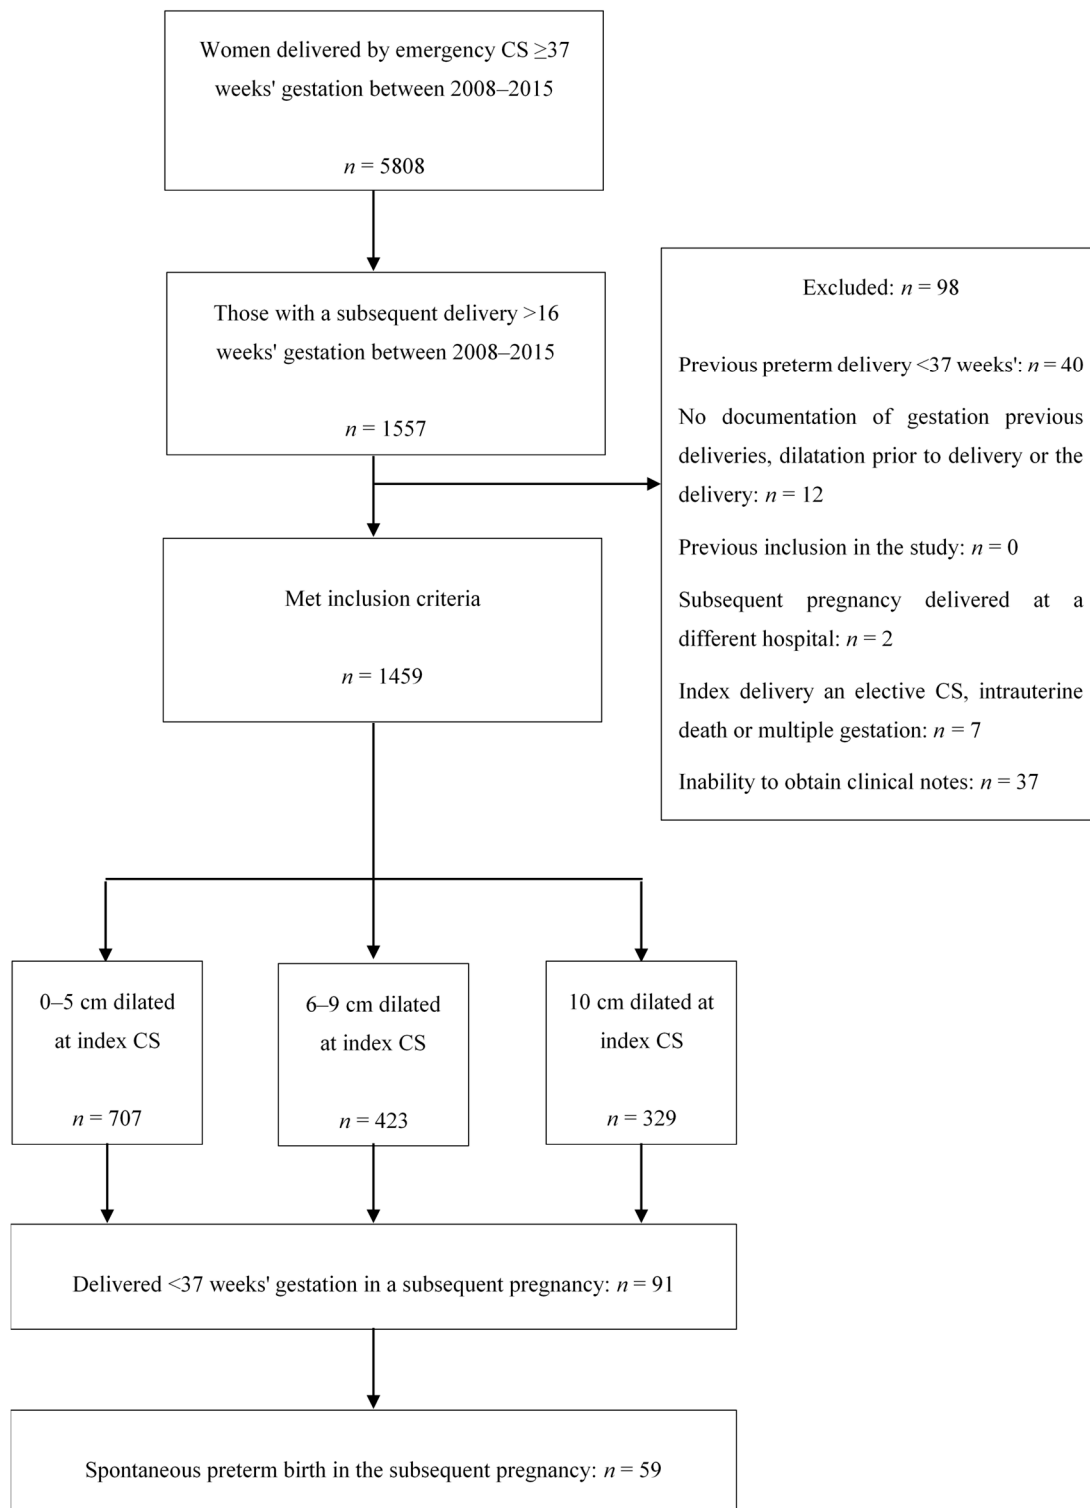 Women delivered by emergency CS ≥37
weeks' gestation between 2008–2015
n = 5808
Those with a subsequent delivery >16
weeks' gestation between 2008–2015
n = 1557
Excluded: n = 98
Previous preterm delivery <37 weeks': n = 40
No documentation of gestation previous
deliveries, dilatation prior to delivery or the
delivery: n = 12
Previous inclusion in the study: n = 0
Subsequent pregnancy delivered at a
different hospital: n = 2
Index delivery an elective CS, intrauterine
death or multiple gestation: n = 7
Inability to obtain clinical notes: n = 37
Met inclusion criteria
n = 1459
0–5 cm dilated
at index CS
n = 707
6–9 cm dilated
at index CS
n = 423
10 cm dilated at
index CS
n = 329
Delivered <37 weeks' gestation in a subsequent pregnancy: n = 91
Spontaneous preterm birth in the subsequent pregnancy: n = 59